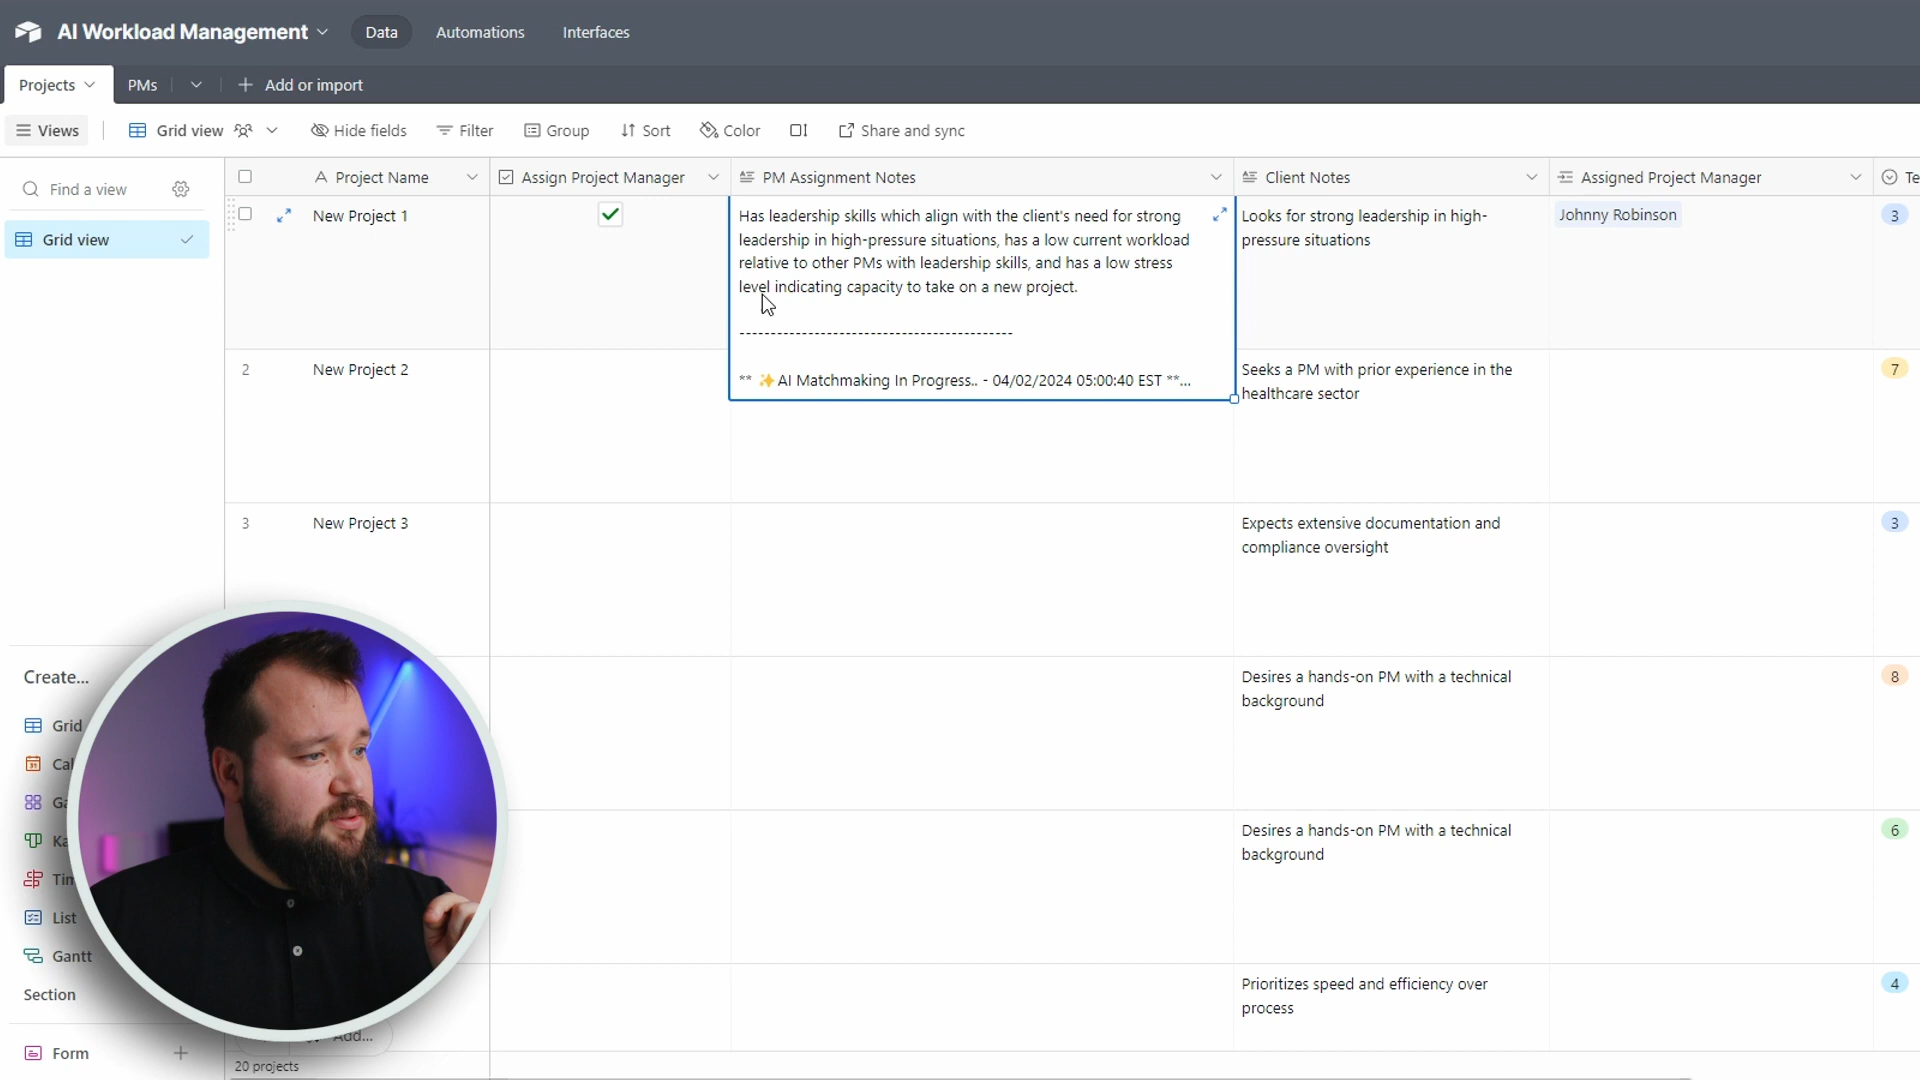 AI Workload Management
Data
Automations
Interfaces
Projects
PMs
Add or import
Views
Grid view
Hide fields
Filter
Group
Sort
Color
Share and sync
Find a view
Grid view
Create...
Grid
Cal
Ga
Ka
Tim
List
Gantt
Section
Form
Project Name
Assign Project Manager
PM Assignment Notes
Client Notes
Assigned Project Manager
Te
New Project 1
Has leadership skills which align with the client's need for strong
leadership in high-pressure situations, has a low current workload
relative to other PMs with leadership skills, and has a low stress
level indicating capacity to take on a new project.
-------------------------------------------
** ✨ AI Matchmaking In Progress.. - 04/02/2024 05:00:40 EST **...
Looks for strong leadership in high-
pressure situations
Johnny Robinson
3
2
New Project 2
Seeks a PM with prior experience in the
healthcare sector
7
3
New Project 3
Expects extensive documentation and
compliance oversight
3
Desires a hands-on PM with a technical
background
8
Desires a hands-on PM with a technical
background
6
Prioritizes speed and efficiency over
process
4
Add...
20 projects